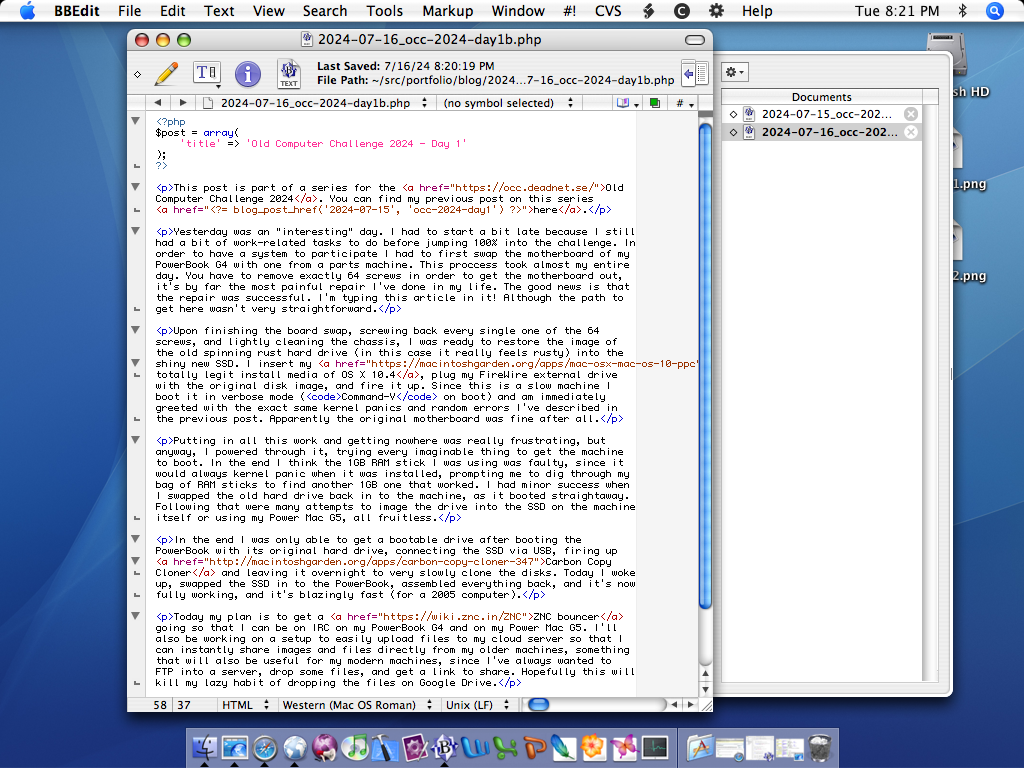 BBEdit File Edit Text View Search Tools Markup Window #! CVS Help Tue 8:21 PM
2024-07-16_occ-2024-day1b.php
Last Saved: 7/16/24 8:20:19 PM
File Path: ~/src/portfolio/blog/2024...7-16_occ-2024-day1b.php
TEXT
2024-07-16_occ-2024-day1b.php (no symbol selected) #
<?php
$post = array(
'title' => 'Old Computer Challenge 2024 - Day 1'
);
?>
<p>This post is part of a series for the <a href="https://occ.deadnet.se/">Old
Computer Challenge 2024</a>. You can find my previous post on this series
<a href="<?= blog_post_href('2024-07-15', 'occ-2024-day1') ?>">here</a>.</p>
<p>Yesterday was an "interesting" day. I had to start a bit late because I still
had a bit of work-related tasks to do before jumping 100% into the challenge. In
order to have a system to participate I had to first swap the motherboard of my
PowerBook G4 with one from a parts machine. This proccess took almost my entire
day. You have to remove exactly 64 screws in order to get the motherboard out,
it's by far the most painful repair I've done in my life. The good news is that
the repair was successful. I'm typing this article in it! Although the path to
get here wasn't very straightforward.</p>
<p>Upon finishing the board swap, screwing back every single one of the 64
screws, and lightly cleaning the chassis, I was ready to restore the image of
the old spinning rust hard drive (in this case it really feels rusty) into the
shiny new SSD. I insert my <a href="https://macintoshgarden.org/apps/mac-osx-mac-os-10-ppc"
totally legit install media of OS X 10.4</a>, plug my FireWire external drive
with the original disk image, and fire it up. Since this is a slow machine I
boot it in verbose mode (<code>Command-V</code> on boot) and am immediately
greeted with the exact same kernel panics and random errors I've described in
the previous post. Apparently the original motherboard was fine after all.</p>
<p>Putting in all this work and getting nowhere was really frustrating, but
anyway, I powered through it, trying every imaginable thing to get the machine
to boot. In the end I think the 1GB RAM stick I was using was faulty, since it
would always kernel panic when it was installed, prompting me to dig through my
bag of RAM sticks to find another 1GB one that worked. I had minor success when
I swapped the old hard drive back in to the machine, as it booted straightaway.
Following that were many attempts to image the drive into the SSD on the machine
itself or using my Power Mac G5, all fruitless.</p>
<p>In the end I was only able to get a bootable drive after booting the
PowerBook with its original hard drive, connecting the SSD via USB, firing up
<a href="http://macintoshgarden.org/apps/carbon-copy-cloner-347">Carbon Copy
Cloner</a> and leaving it overnight to very slowly clone the disks. Today I woke
up, swapped the SSD in to the PowerBook, assembled everything back, and it's now
fully working, and it's blazingly fast (for a 2005 computer).</p>
<p>Today my plan is to get a <a href="https://wiki.znc.in/ZNC">ZNC bouncer</a>
going so that I can be on IRC on my PowerBook G4 and on my Power Mac G5. I'll
also be working on a setup to easily upload files to my cloud server so that I
can instantly share images and files directly from my older machines, something
that will also be useful for my modern machines, since I've always wanted to
FTP into a server, drop some files, and get a link to share. Hopefully this will
kill my lazy habit of dropping the files on Google Drive.</p>
58 37 HTML Western (Mac OS Roman) Unix (LF)
Documents
2024-07-15_occ-202...
2024-07-16_occ-202...
sh HD
1.png
2.png